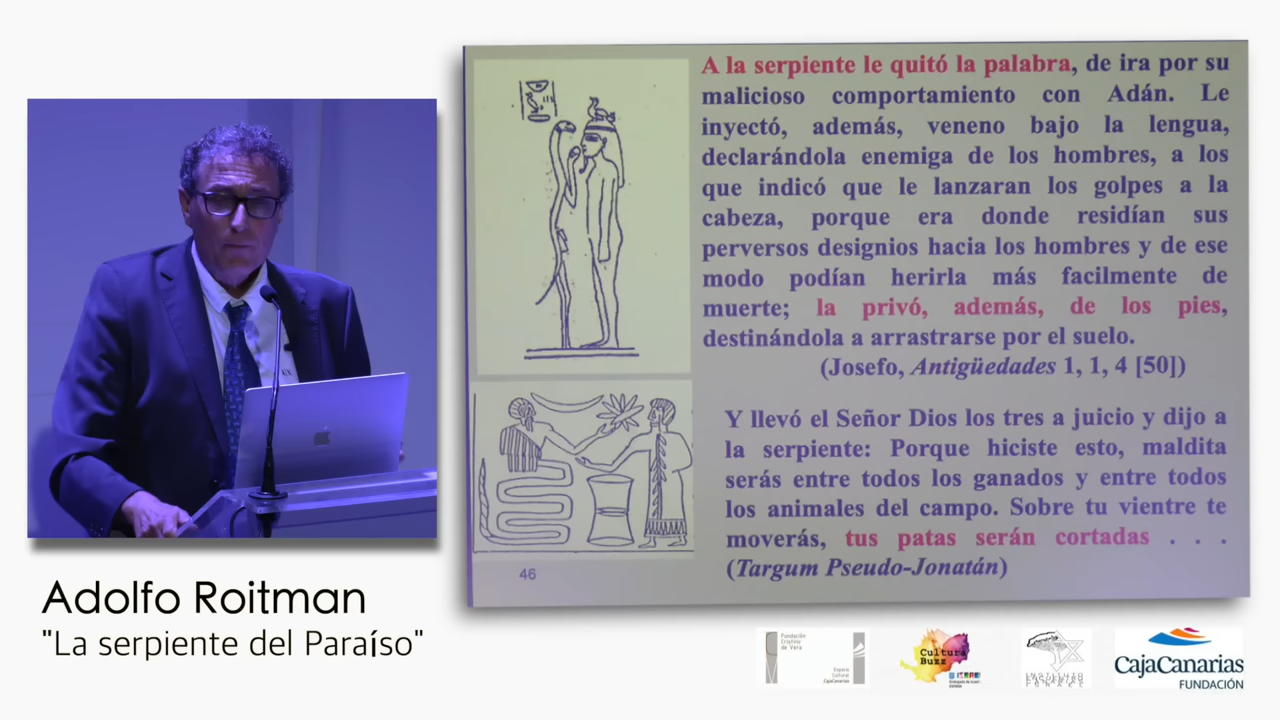 A la serpiente le quitó la palabra, de ira por su
malicioso comportamiento con Adán. Le
inyectó, además, veneno bajo la lengua,
declarándola enemiga de los hombres, a los
que indicó que le lanzaran los golpes a la
cabeza, porque era donde residían sus
perversos designios hacia los hombres y de ese
modo podían herirla más facilmente de
muerte; la privó, además, de los pies,
destinándola a arrastrarse por el suelo.
(Josefo, Antigüedades 1, 1, 4 [50])
Y llevó el Señor Dios los tres a juicio y dijo a
la serpiente: Porque hiciste esto, maldita
serás entre todos los ganados y entre todos
los animales del campo. Sobre tu vientre te
moverás, tus patas serán cortadas . . .
(Targum Pseudo-Jonatán)
46
Adolfo Roitman
"La serpiente del Paraíso"
Fundación
Cristino
de Vera
Espacio
Cultural
CajaCanarias
Cultura
Buzz
CajaCanarias
FUNDACIÓN